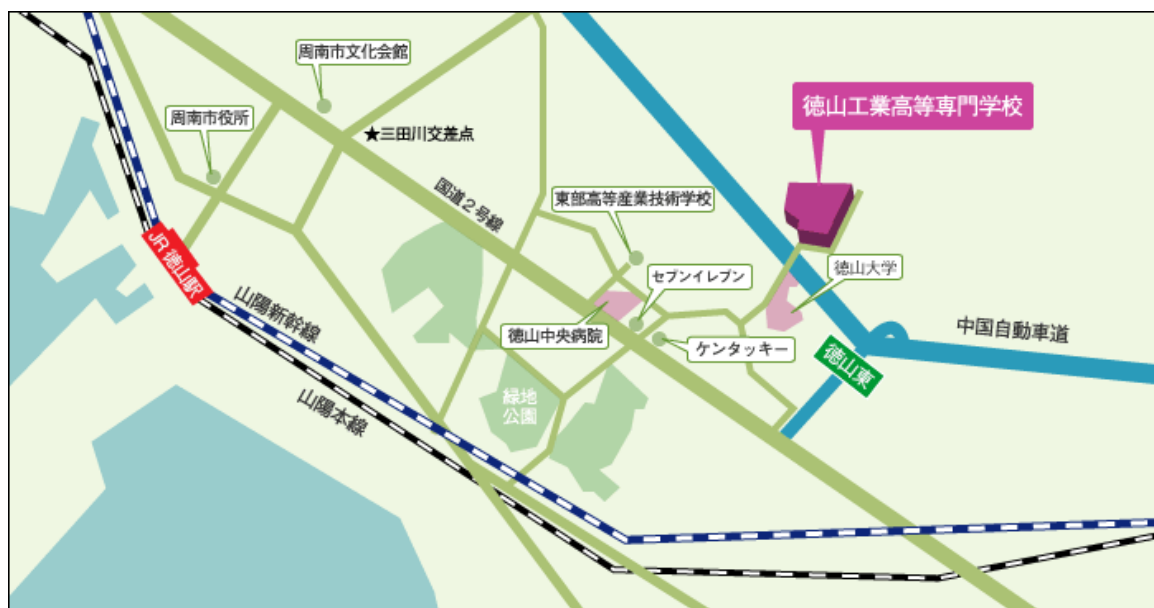 周南市文化会館
周南市役所
★三田川交差点
徳山工業高等専門学校
国道2号線
東部高等産業技術学校
JR 徳山駅
セブンイレブン
徳山大学
山陽新幹線
徳山中央病院
ケンタッキー
中国自動車道
徳山東
山陽本線
緑地
公園